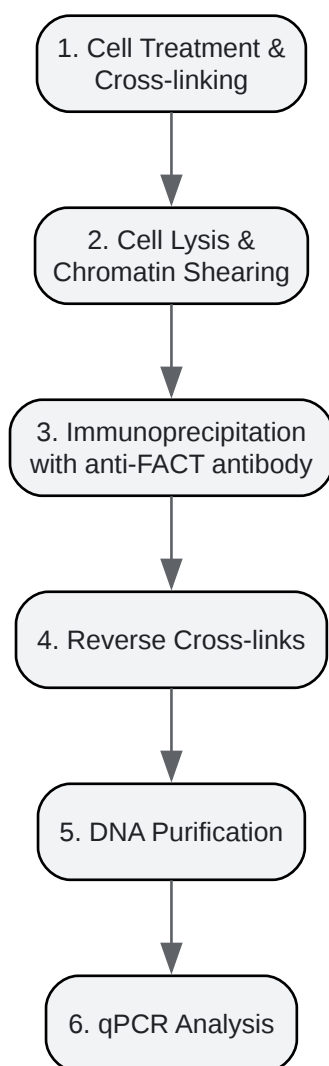 1. Cell Treatment &
Cross-linking
2. Cell Lysis &
Chromatin Shearing
3. Immunoprecipitation
with anti-FACT antibody
4. Reverse Cross-links
5. DNA Purification
6. qPCR Analysis